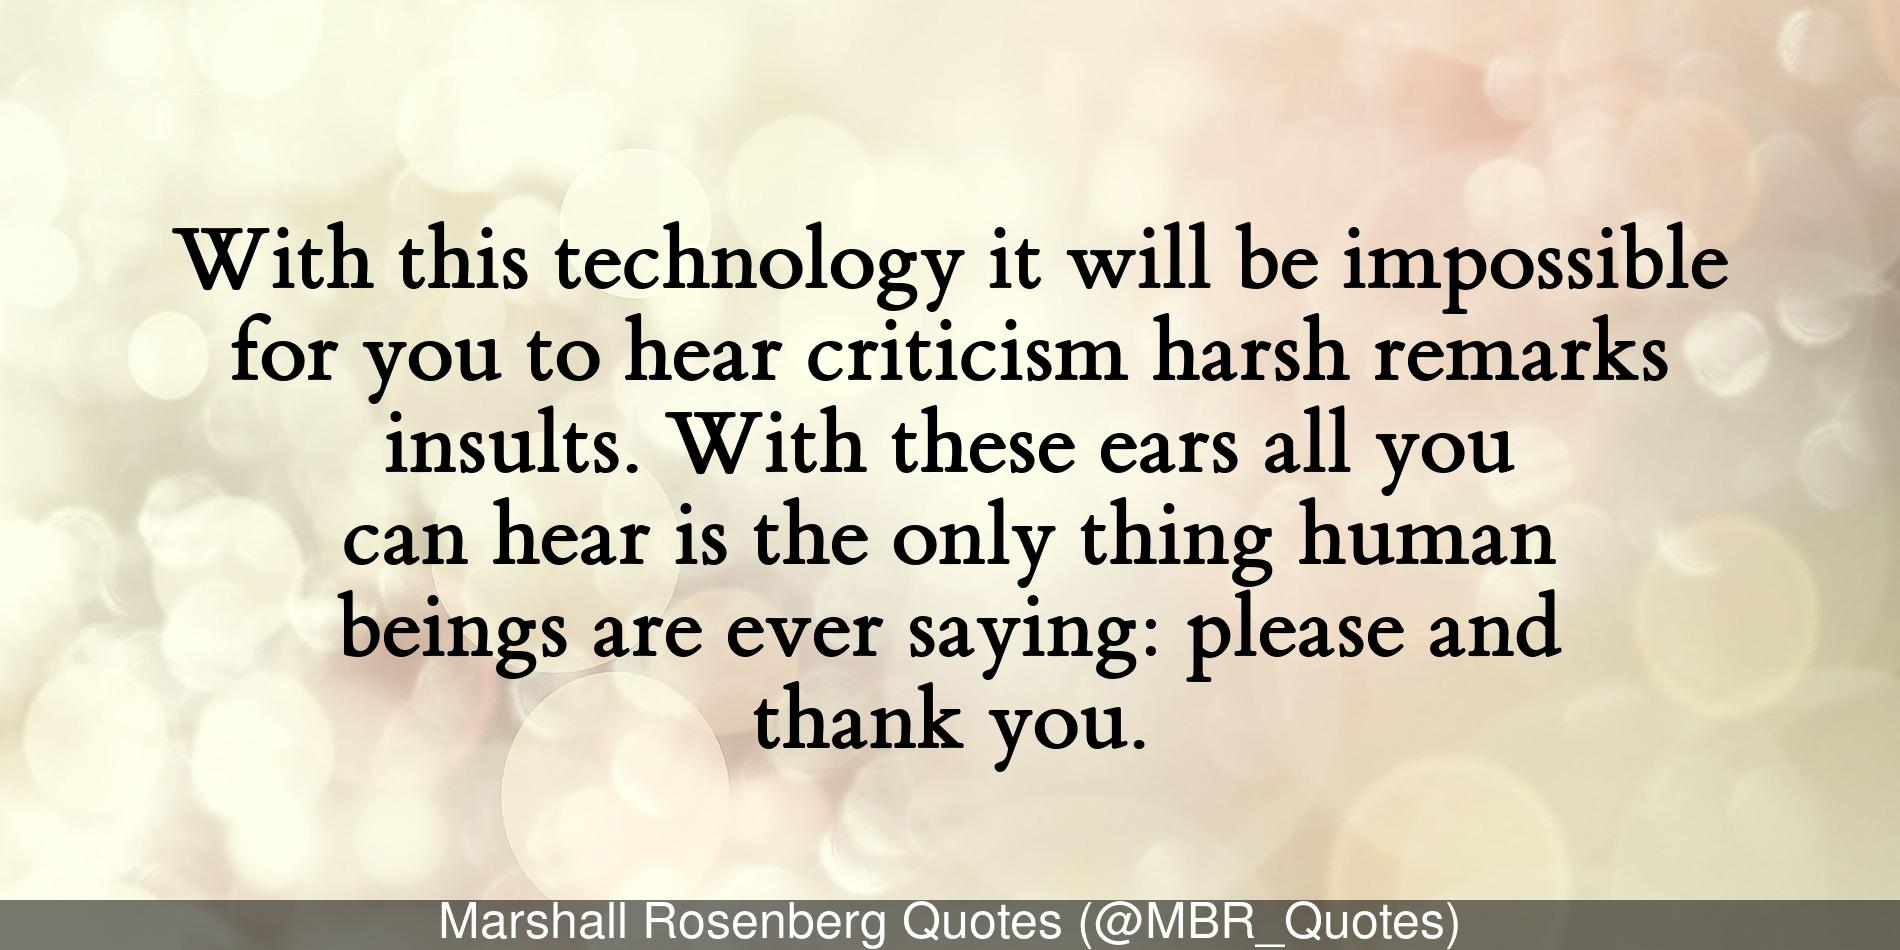 With this technology it will be impossible
for you to hear criticism harsh remarks
insults. With these ears all you
can hear is the only thing human
beings are ever saying: please and
thank you.
Marshall Rosenberg Quotes (@MBR_Quotes)